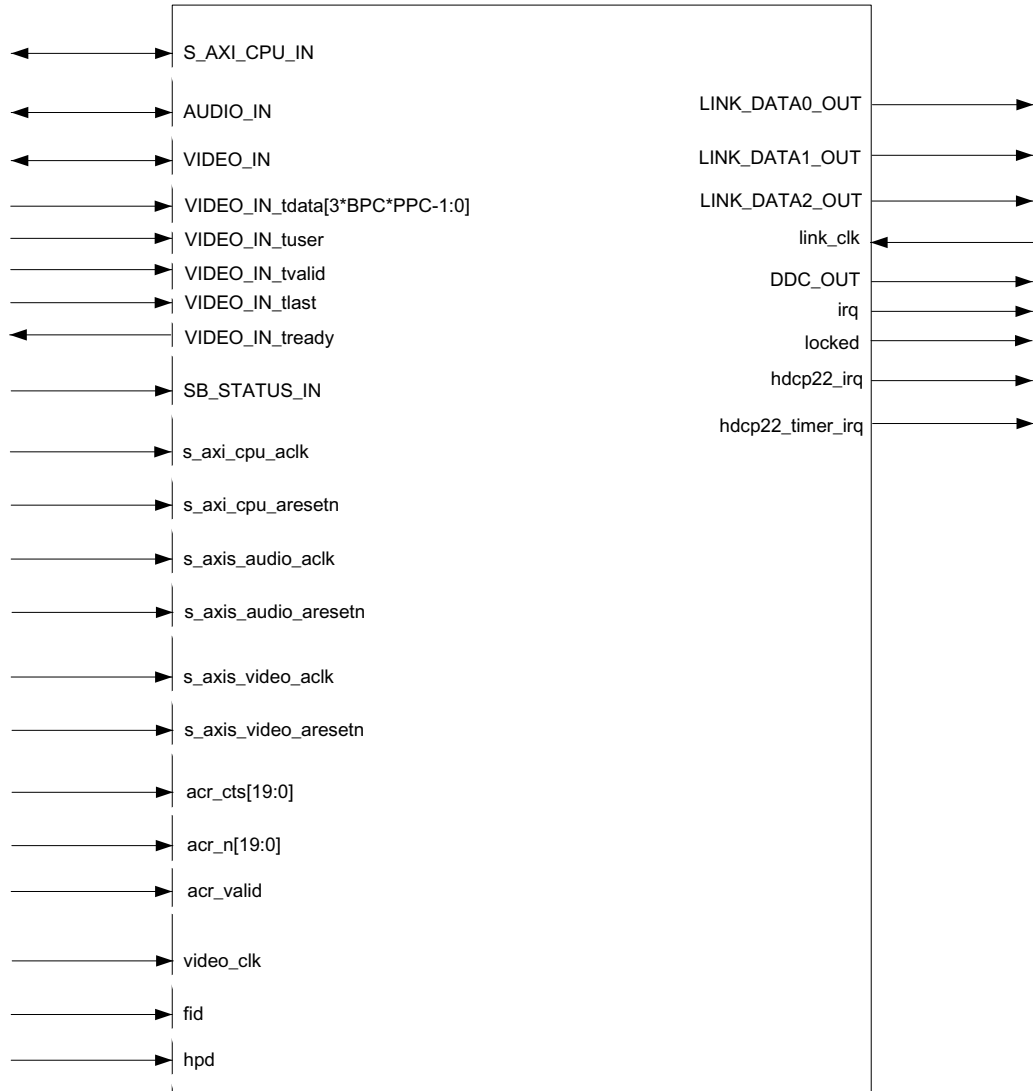 S_AXI_CPU_IN
AUDIO_IN
VIDEO_IN
VIDEO_IN_tdata[3*BPC*PPC-1:0]
VIDEO_IN_tuser
VIDEO_IN_tvalid
VIDEO_IN_tlast
VIDEO_IN_tready
SB_STATUS_IN
s_axi_cpu_aclk
s_axi_cpu_aresetn
s_axis_audio_aclk
s_axis_audio_aresetn
s_axis_video_aclk
s_axis_video_aresetn
acr_cts[19:0]
acr_n[19:0]
acr_valid
video_clk
fid
hpd
LINK_DATA0_OUT
LINK_DATA1_OUT
LINK_DATA2_OUT
link_clk
DDC_OUT
irq
locked
hdcp22_irq
hdcp22_timer_irq